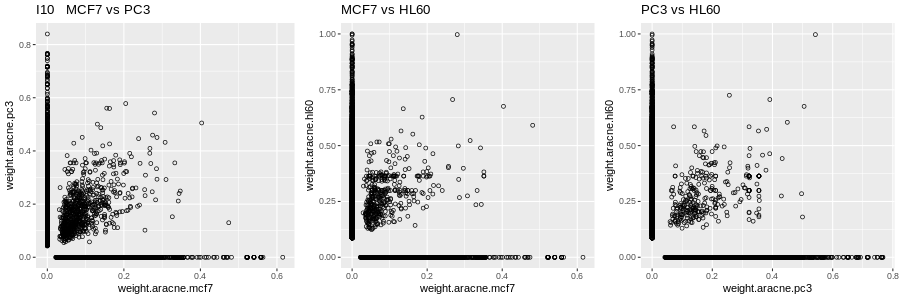 I10 MCF7 vs PC3
weight.aracne.pc3
0.8
0.6
0.4
0.2
0.0
0.0 0.2 0.4 0.6
weight.aracne.mcf7
MCF7 vs HL60
weight.aracne.hl60
1.00
0.75
0.50
0.25
0.00
0.0 0.2 0.4 0.6
weight.aracne.mcf7
PC3 vs HL60
weight.aracne.hl60
1.00
0.75
0.50
0.25
0.00
0.0 0.2 0.4 0.6 0.8
weight.aracne.pc3